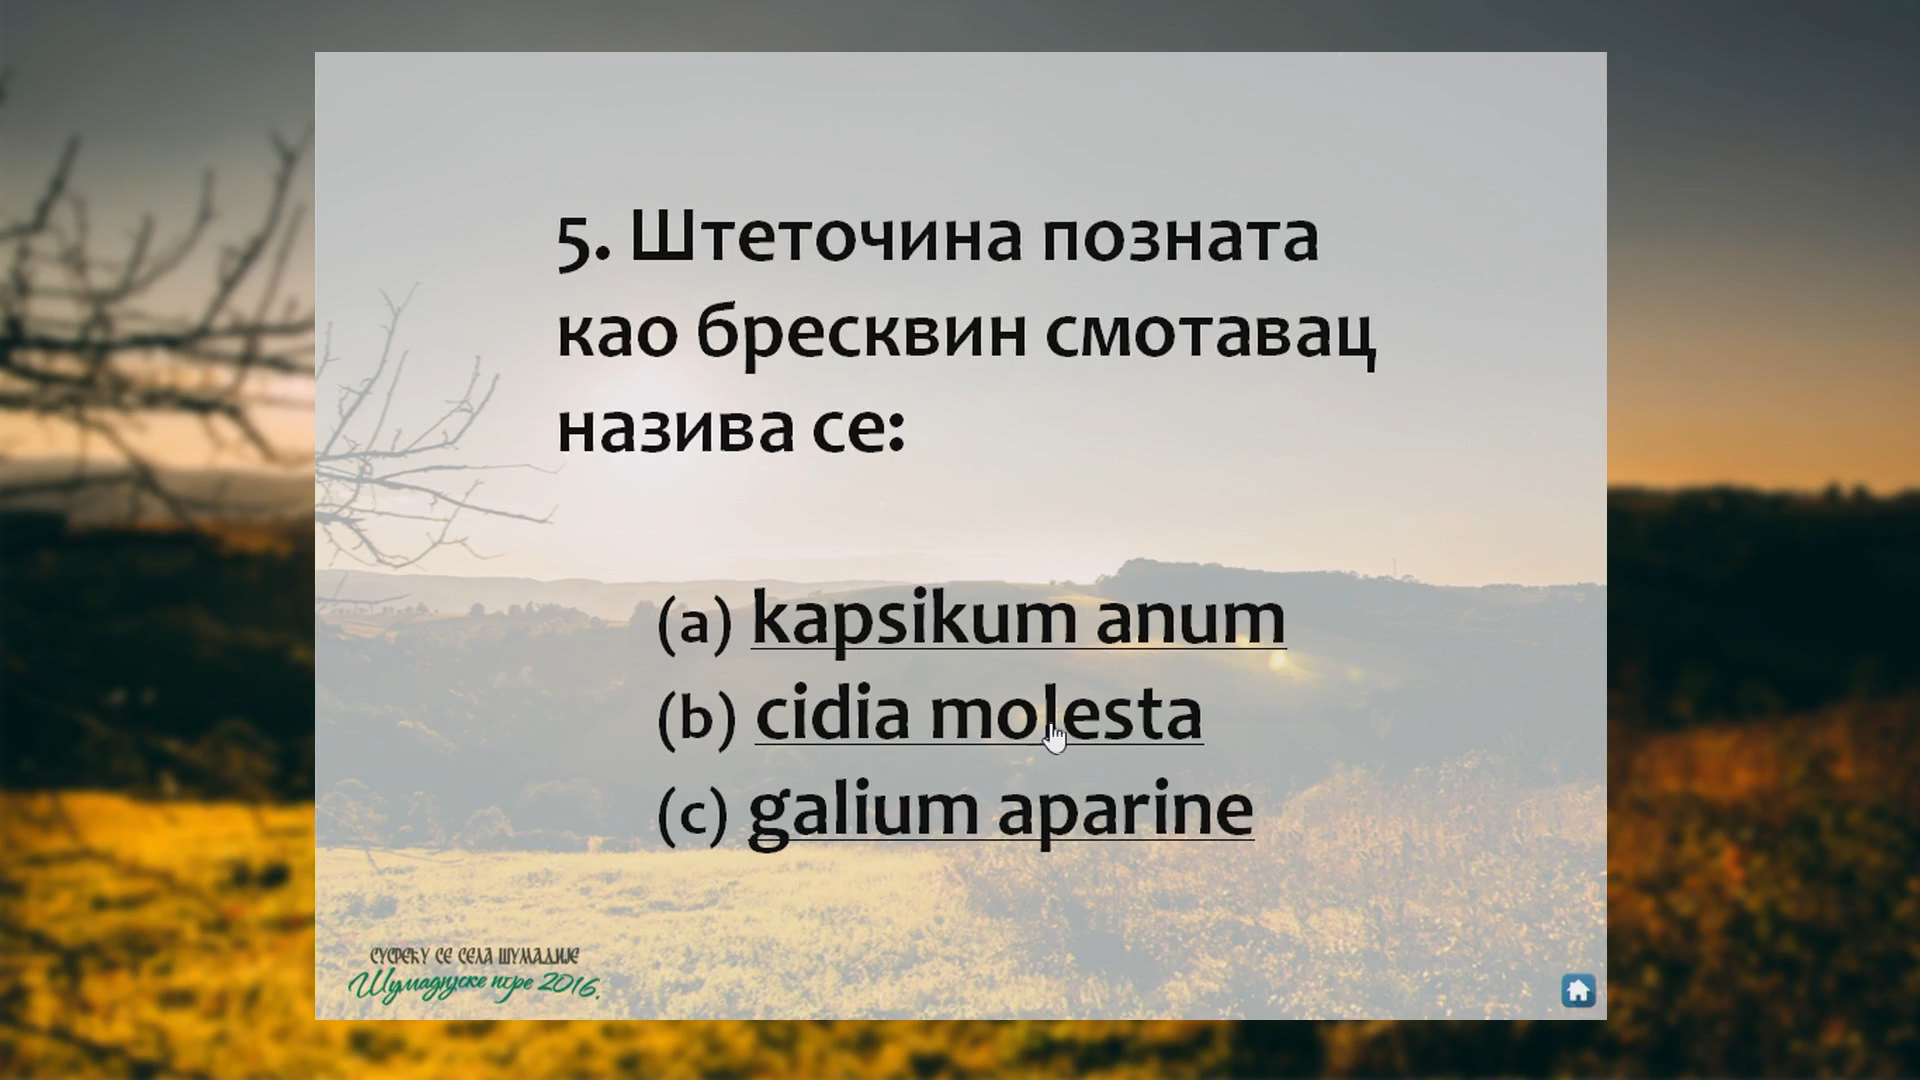 5. Штеточина позната
као бресквин смотавац
назива се:
(a) kapsikum anum
(b) cidia molesta
(c) galium aparine
СУСРЕЋУ СЕ СЕЛА ШУМАДИЈЕ
Шумадијске игре 2016.